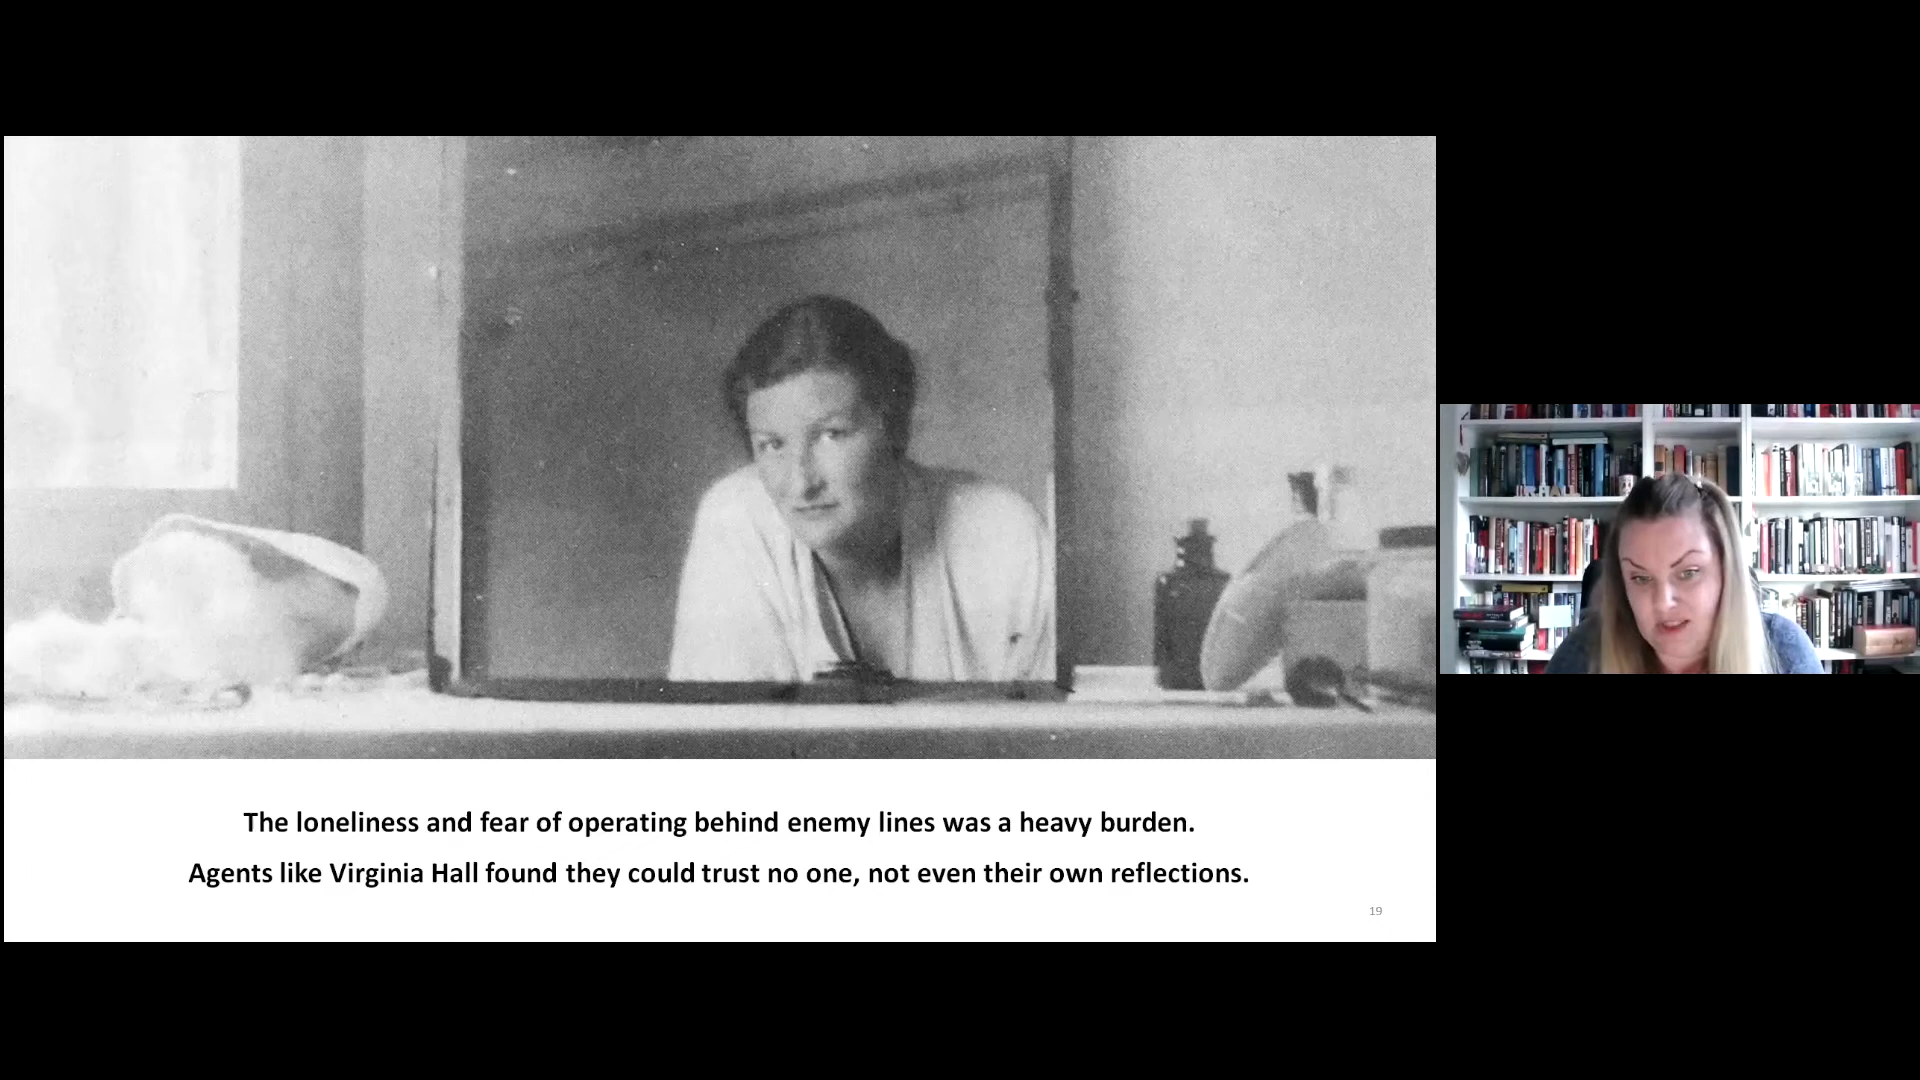 The loneliness and fear of operating behind enemy lines was a heavy burden.
Agents like Virginia Hall found they could trust no one, not even their own reflections.
19